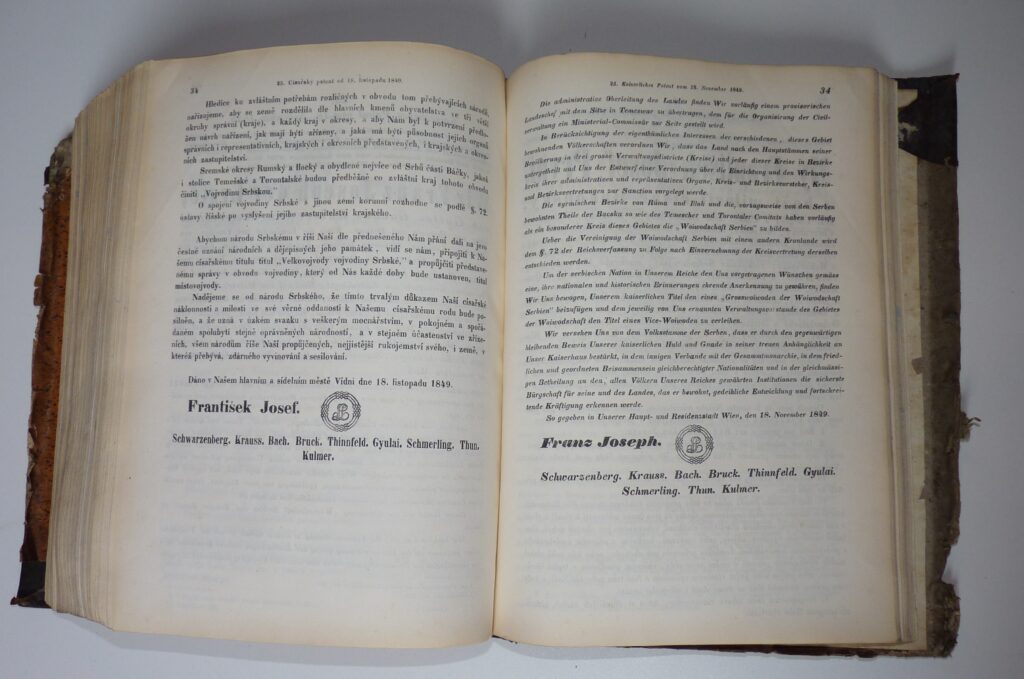 34
25. Císařský patent od 18. listopadu 1849.
Hledíce ku zvláštním potřebám rozličných v obvodu tom přebývajících národů,
nařizujeme, aby se země rozdělila dle hlavních kmenů obyvatelstva ve tři větší
okruhy správní (kraje), a každý kraj v okresy, a aby Nám byl k potvrzení předlo-
žen návrh nařízení, jak mají býti zřízeny, a jaká má býti působnost jejich orgánů
správních i representativních, krajských i okresních představených, i krajských a okres-
ních zastupitelství.
Sremské okresy Rumský a Ilocký a obydlené nejvíce od Srbů části Báčky, jakož
i stolice Temešské a Torontalské budou předběžně co zvláštní kraj tohoto obvodu
činiti „Vojvodinu Srbskou.“
O spojení vojvodiny Srbské s jinou zemí korunní rozhodne se podlé §. 72.
ústavy říšské po vyslyšení jejího zastupitelství krajského.
Abychom národu Srbskému v říši Naší dle přednešeného Nám přání dali na jevo
čestné uznání národních a dějepisných jeho památek, vidí se nám, připojiti k Na-
šemu císařskému titulu titul „Velkovojvody vojvodiny Srbské,“ a propůjčiti představe-
nému správy v obvodu vojvodiny, který od Nás každé doby bude ustanoven, titul
místovojvody.
Nadějeme se od národu Srbského, že tímto trvalým důkazem Naší císařské
náklonnosti a milosti ve své věrné oddanosti k Našemu císařskému rodu bude po-
silněn, a že uzná v úzkém svazku s veškerým mocnářstvím, v pokojném a spořá-
daném spolubytí stejně oprávněných národností, a v stejném účastenství ve zříze-
ních, všem národům říše Naší propůjčených, nejjistější rukojemství svého, i země, v
kteréž přebývá, zdárného vyvinování a sesilování.
Dáno v Našem hlavním a sídelním městě Vídni dne 18. listopadu 1849.
František Josef.
Schwarzenberg. Krauss. Bach. Bruck. Thinnfeld. Gyulai. Schmerling. Thun.
Kulmer.
25. Kaiserliches Patent vom 18. November 1849.
34
Die administrative Oberleitung des Landes finden Wir vorläufig einem provisorischen
Landeschef mit dem Sitze in Temeswar zu übertragen, dem für die Organisirung der Civil-
verwaltung ein Ministerial-Commissär zur Seite gestellt wird.
In Berücksichtigung der eigenthümlichen Interessen der verschiedenen, dieses Gebiet
bewohnenden Völkerschaften verordnen Wir, dass das Land nach den Hauptstämmen seiner
Bevölkerung in drei grosse Verwaltungsdistricte (Kreise) und jeder dieser Kreise in Bezirke
untergetheilt und Uns der Entwurf einer Verordnung über die Einrichtung und den Wirkungs-
kreis ihrer administrativen und repräsentativen Organe, Kreis- und Bezirksvorsteher, Kreis-
und Bezirksvertretungen zur Sanction vorgelegt werde.
Die syrmischen Bezirke von Ruma und Illok und die, vorzugsweise von den Serben
bewohnten Theile der Bacska so wie des Temescher und Torontaler Comitats haben vorläufig
als ein besonderer Kreis dieses Gebietes die „Woiwodschaft Serbien“ zu bilden.
Ueber die Vereinigung der Woiwodschaft Serbien mit einem andern Kronlande wird
dem §. 72 der Reichsverfassung zu Folge nach Einvernehmung der Kreisvertretung derselben
entschieden werden.
Um der serbischen Nation in Unserem Reiche den Uns vorgetragenen Wünschen gemäss
eine, ihre nationalen und historischen Erinnerungen ehrende Anerkennung zu gewähren, finden
Wir Uns bewogen, Unserem kaiserlichen Titel den eines „Grosswoiwoden der Woiwodschaft
Serbien“ beizufügen und dem jeweilig von Uns ernannten Verwaltungsvorstande des Gebietes
der Woiwodschaft den Titel eines Vice-Woiwoden zu verleihen.
Wir versehen Uns von dem Volksstamme der Serben, dass er durch den gegenwärtigen
bleibenden Beweis Unserer kaiserlichen Huld und Gnade in seiner treuen Anhänglichkeit an
Unser Kaiserhaus bestärkt, in dem innigen Verbande mit der Gesammtmonarchie, in dem fried-
lichen und geordneten Beisammensein gleichberechtigter Nationalitäten und in der gleichmässi-
gen Betheilung an den, allen Völkern Unseres Reiches gewährten Institutionen die sicherste
Bürgschaft für seine und des Landes, das er bewohnt, gedeihliche Entwicklung und fortschrei-
tende Kräftigung erkennen werde.
So gegeben in Unserer Haupt- und Residenzstadt Wien, den 18. November 1849.
Franz Joseph.
Schwarzenberg. Krauss. Bach. Bruck. Thinnfeld. Gyulai.
Schmerling. Thun. Kulmer.